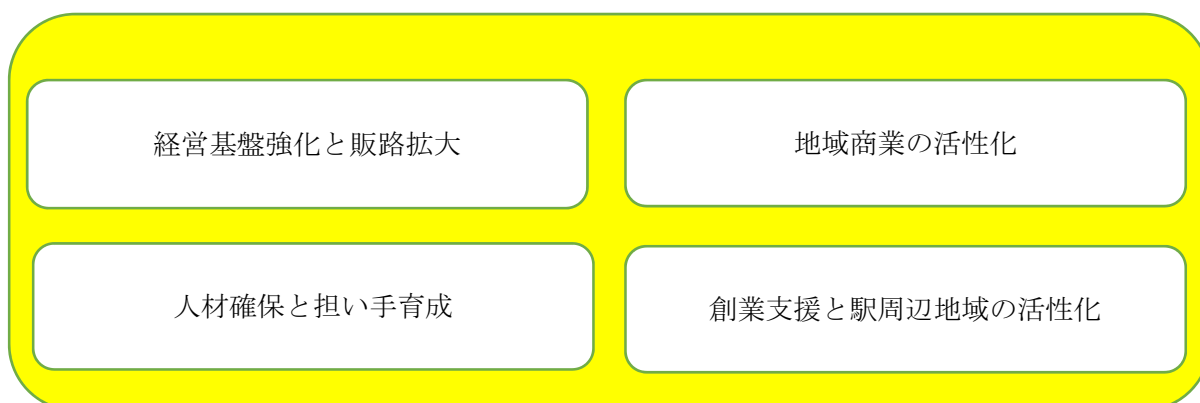 経営基盤強化と販路拡大
地域商業の活性化
人材確保と担い手育成
創業支援と駅周辺地域の活性化